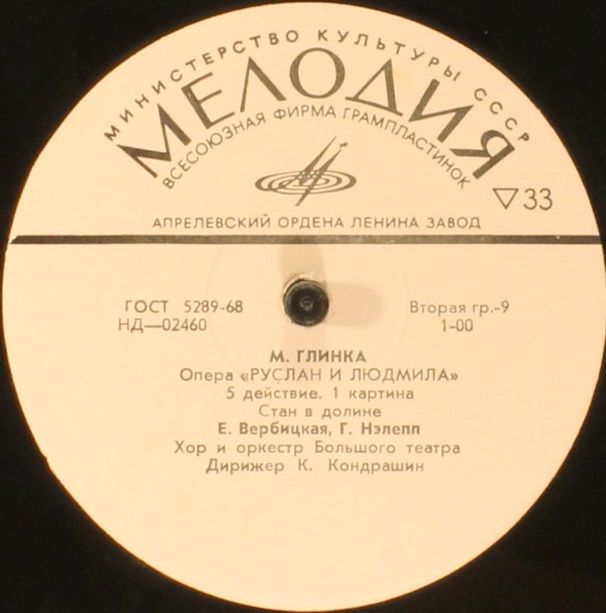 МИНИСТЕРСТВО КУЛЬТУРЫ СССР
МЕЛОДИЯ
ВСЕСОЮЗНАЯ ФИРМА ГРАМПЛАСТИНОК
▽33
АПРЕЛЕВСКИЙ ОРДЕНА ЛЕНИНА ЗАВОД
ГОСТ 5289-68
НД—02460
Вторая гр.-9
1-00
М. ГЛИНКА
Опера «РУСЛАН И ЛЮДМИЛА»
5 действие. 1 картина
Стан в долине
Е. Вербицкая, Г. Нэлепп
Хор и оркестр Большого театра
Дирижер К. Кондрашин